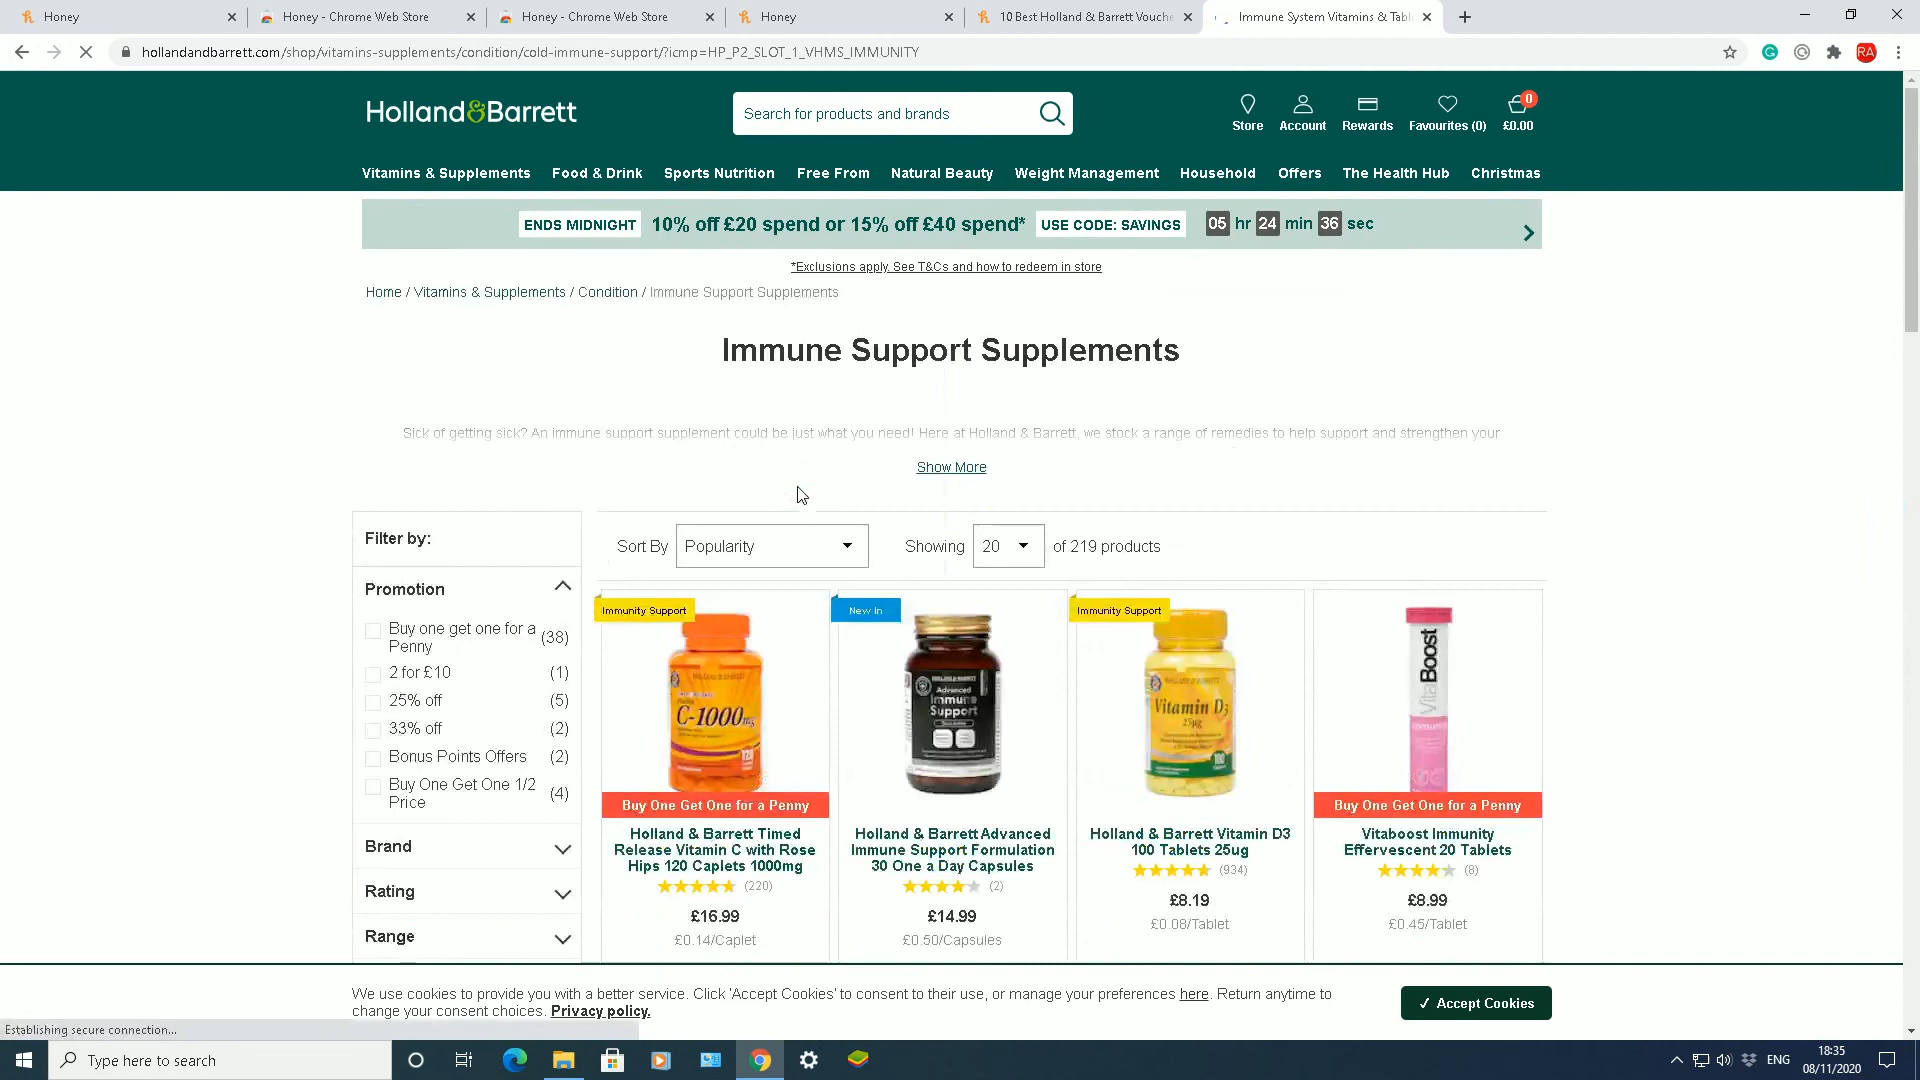 Honey
Honey - Chrome Web Store
Honey - Chrome Web Store
Honey
10 Best Holland & Barrett Vouche
Immune System Vitamins & Tabl
hollandandbarrett.com/shop/vitamins-supplements/condition/cold-immune-support/?icmp=HP_P2_SLOT_1_VHMS_IMMUNITY
RA
Holland&Barrett
Search for products and brands
Store
Account
Rewards
Favourites (0)
0
£0.00
Vitamins & Supplements Food & Drink Sports Nutrition Free From Natural Beauty Weight Management Household Offers The Health Hub Christmas
ENDS MIDNIGHT 10% off £20 spend or 15% off £40 spend* USE CODE: SAVINGS 05 hr 24 min 36 sec
*Exclusions apply. See T&Cs and how to redeem in store
Home / Vitamins & Supplements / Condition / Immune Support Supplements
Immune Support Supplements
Sick of getting sick? An immune support supplement could be just what you need! Here at Holland & Barrett, we stock a range of remedies to help support and strengthen your
Show More
Filter by:
Sort By Popularity Showing 20 of 219 products
Promotion
Buy one get one for a Penny (38)
2 for £10 (1)
25% off (5)
33% off (2)
Bonus Points Offers (2)
Buy One Get One 1/2 Price (4)
Brand
Rating
Range
Immunity Support
C-1000mg
120
Buy One Get One for a Penny
Holland & Barrett Timed
Release Vitamin C with Rose
Hips 120 Caplets 1000mg
(220)
£16.99
£0.14/Caplet
New In
Advanced
Immune
Support
Holland & Barrett Advanced
Immune Support Formulation
30 One a Day Capsules
(2)
£14.99
£0.50/Capsules
Immunity Support
Vitamin D3
25µg
100
Holland & Barrett Vitamin D3
100 Tablets 25ug
(934)
£8.19
£0.08/Tablet
VitaBoost
Buy One Get One for a Penny
Vitaboost Immunity
Effervescent 20 Tablets
(8)
£8.99
£0.45/Tablet
We use cookies to provide you with a better service. Click 'Accept Cookies' to consent to their use, or manage your preferences here. Return anytime to
change your consent choices. Privacy policy.
✓ Accept Cookies
Establishing secure connection...
Type here to search
ENG
18:35
08/11/2020